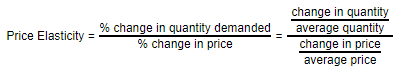 Price Elasticity = % change in quantity demanded / % change in price = change in quantity / average quantity / change in price / average price